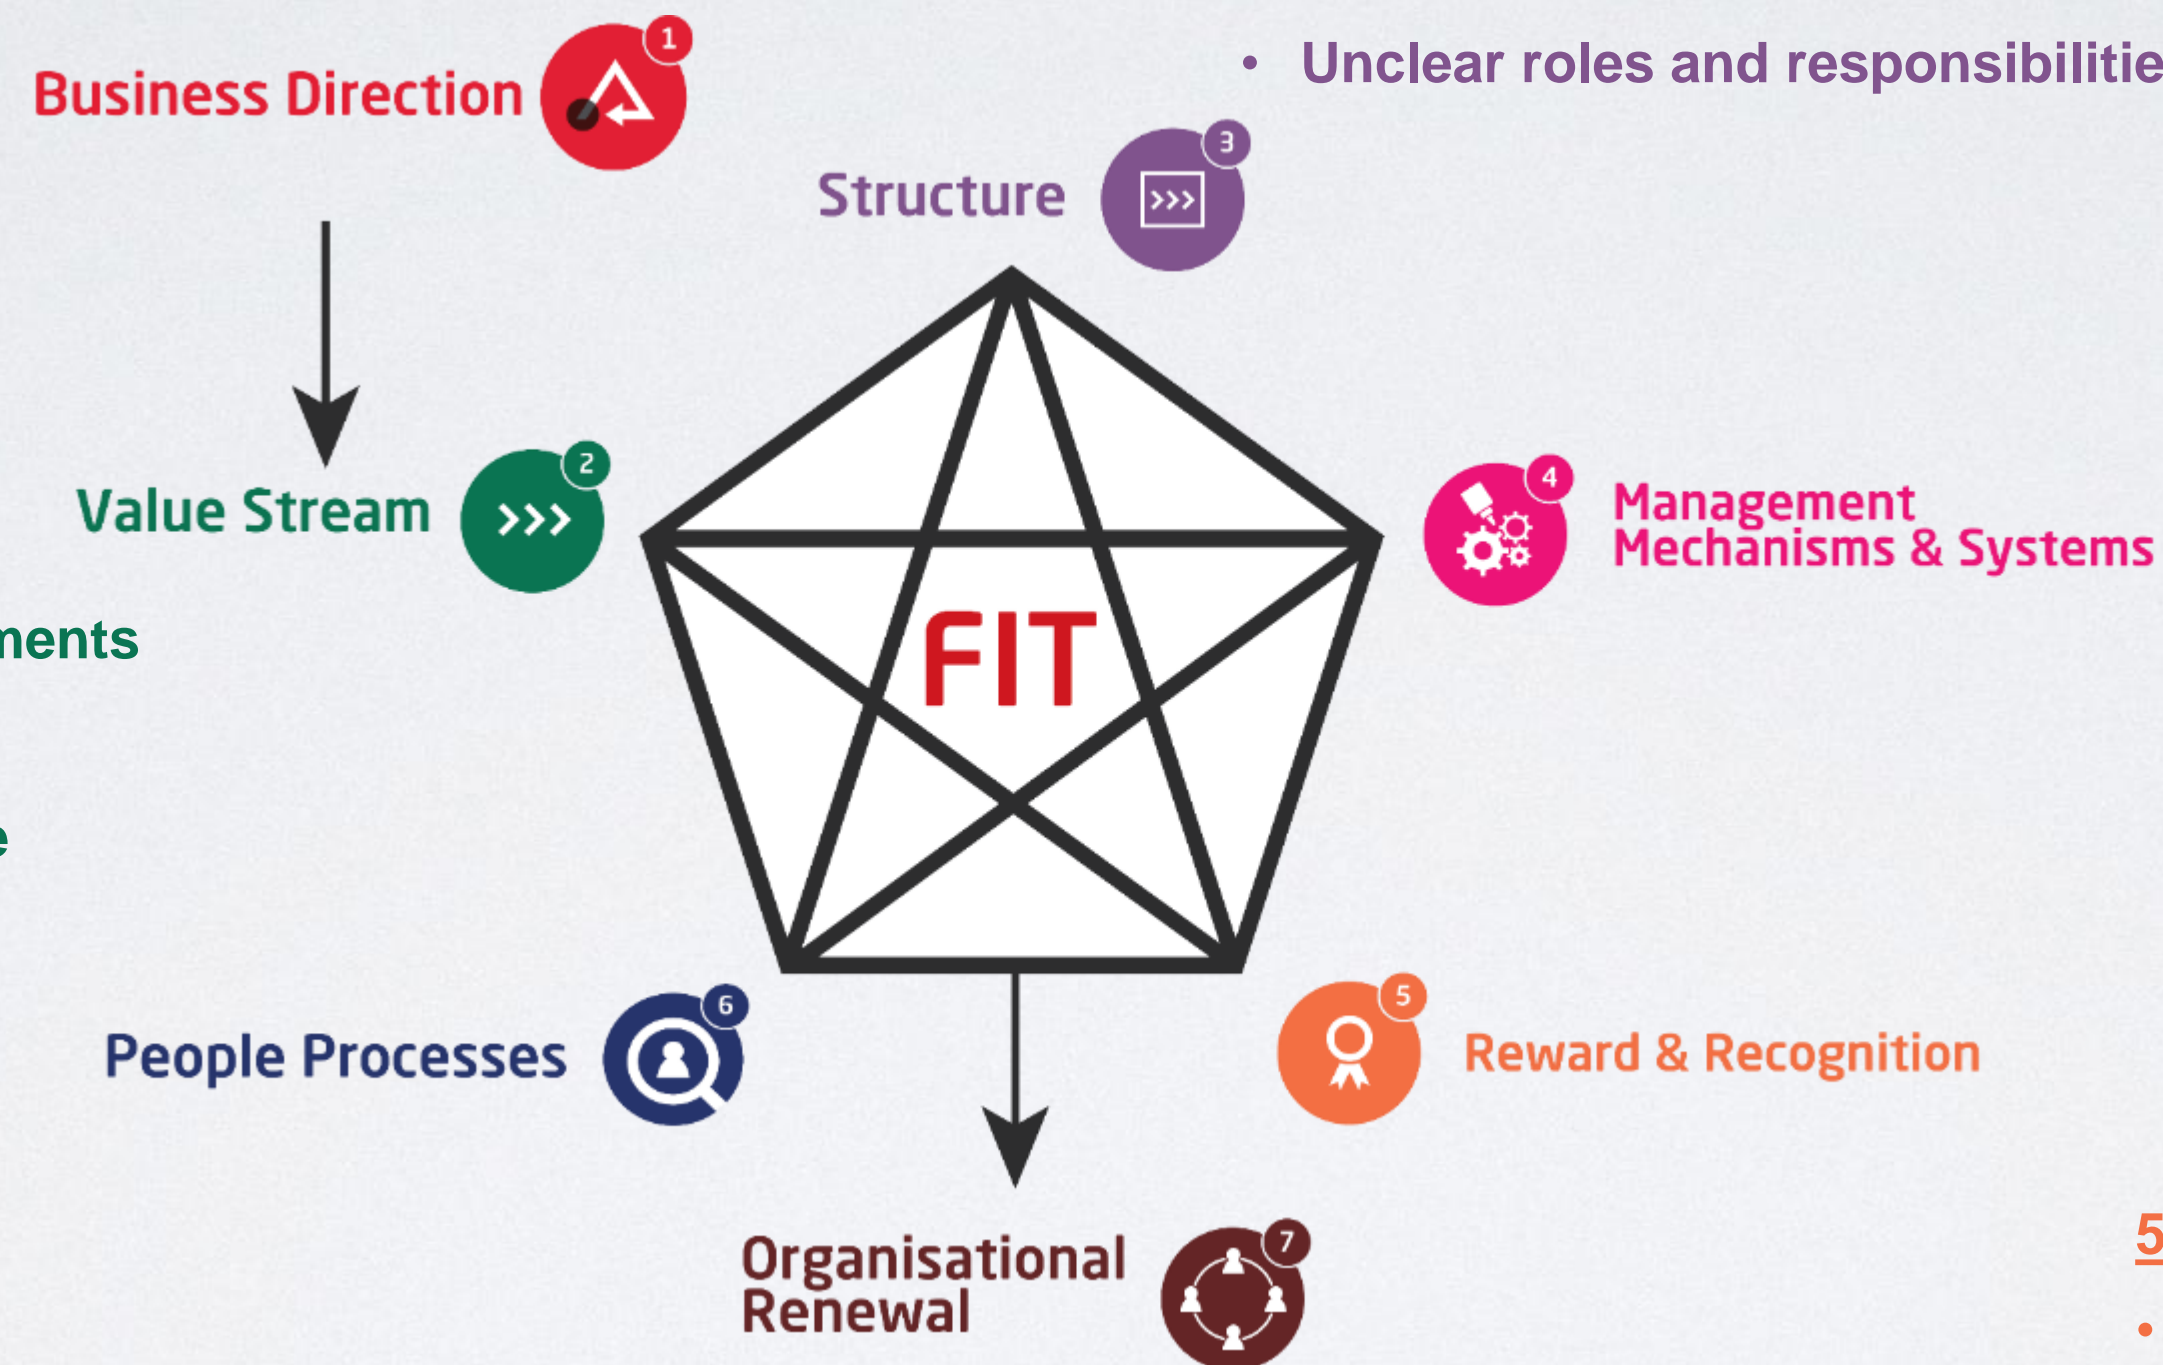 1
Business Direction
• Unclear roles and responsibilitie
3
Structure
2
Value Stream
4
Management
Mechanisms & Systems
FIT
ments
e
6
People Processes
5
Reward & Recognition
7
Organisational
Renewal
5
•